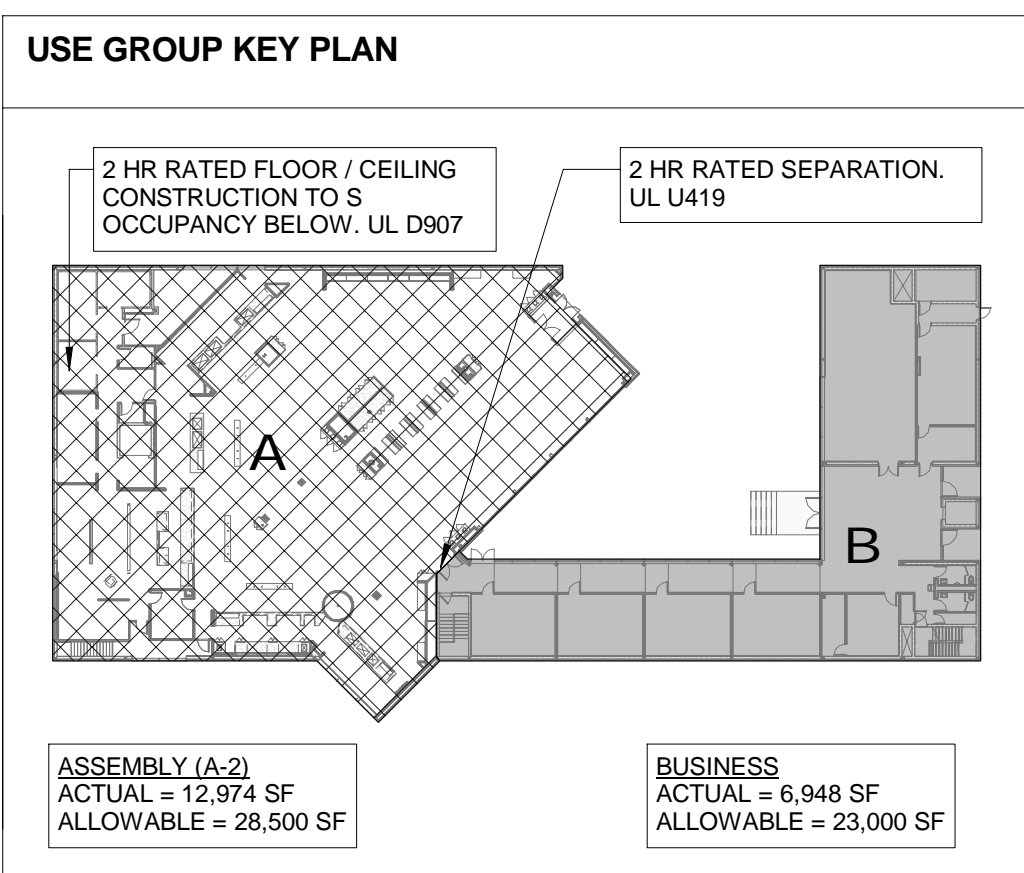 USE GROUP KEY PLAN
2 HR RATED FLOOR / CEILING
CONSTRUCTION TO S
OCCUPANCY BELOW. UL D907
2 HR RATED SEPARATION.
UL U419
A
B
ASSEMBLY (A-2)
ACTUAL = 12,974 SF
ALLOWABLE = 28,500 SF
BUSINESS
ACTUAL = 6,948 SF
ALLOWABLE = 23,000 SF